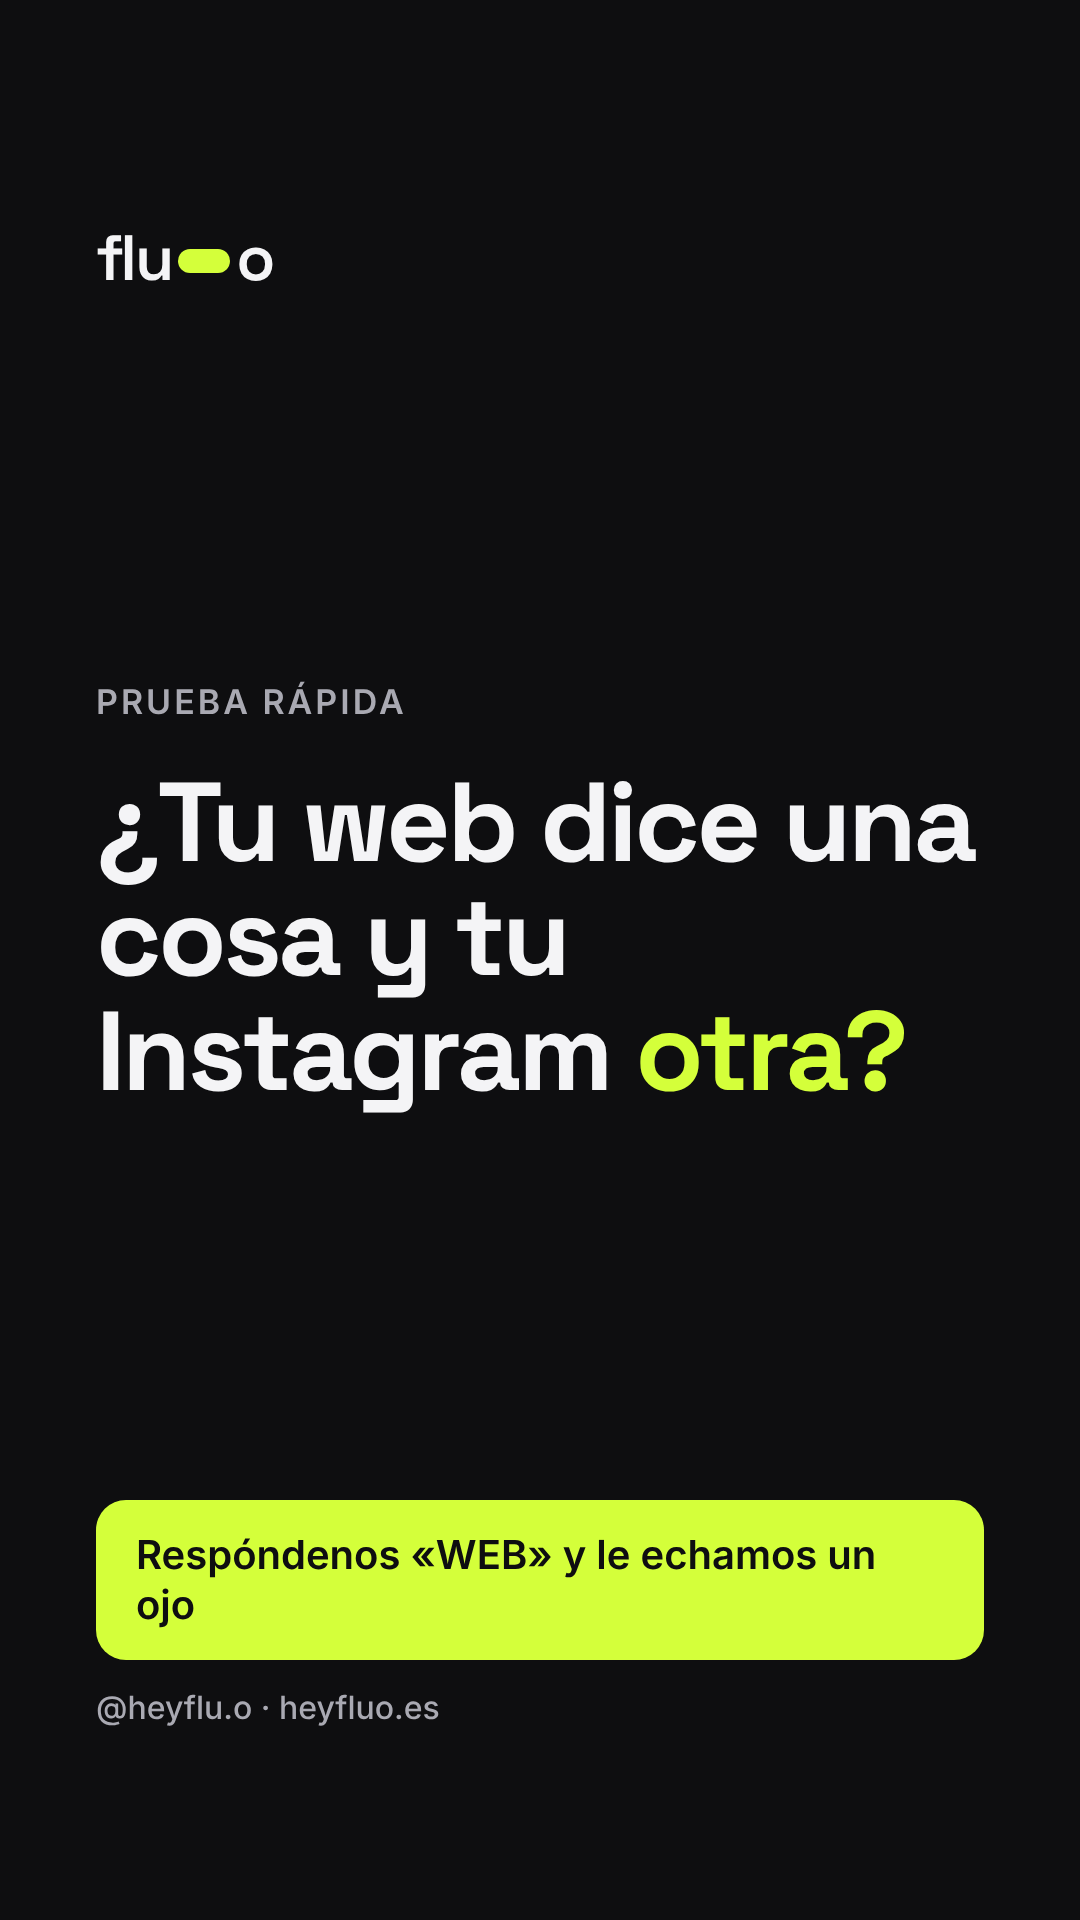 fluo
PRUEBA RÁPIDA
¿Tu web dice una
cosa y tu
Instagram otra?
Respóndenos «WEB» y le echamos un
ojo
@heyflu.o · heyfluo.es